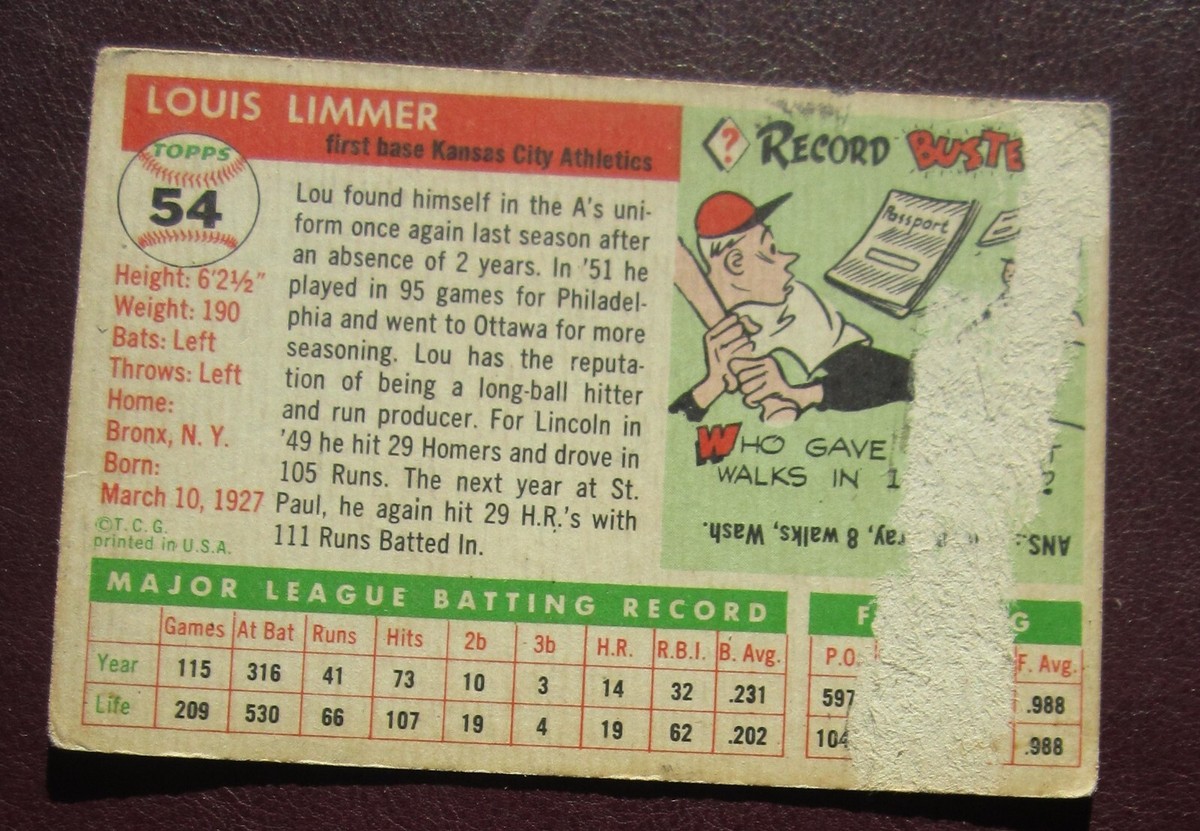 LOUIS LIMMER
first base Kansas City Athletics
TOPPS
54
Height: 6'2½"
Weight: 190
Bats: Left
Throws: Left
Home:
Bronx, N. Y.
Born:
March 10, 1927
©T. C. G.
printed in U.S.A.
Lou found himself in the A's uni-
form once again last season after
an absence of 2 years. In '51 he
played in 95 games for Philadel-
phia and went to Ottawa for more
seasoning. Lou has the reputa-
tion of being a long-ball hitter
and run producer. For Lincoln in
'49 he hit 29 Homers and drove in
105 Runs. The next year at St.
Paul, he again hit 29 H.R.'s with
111 Runs Batted In.
? RECORD BUSTE
Passport
WHO GAVE
WALKS IN 1 ?
ANS.: ray, 8 walks, Wash.
MAJOR LEAGUE BATTING RECORD
Games At Bat Runs Hits 2b 3b H.R. R.B.I. B. Avg.
Year 115 316 41 73 10 3 14 32 .231
Life 209 530 66 107 19 4 19 62 .202
F G
P.O. F. Avg.
597 .988
104 .988